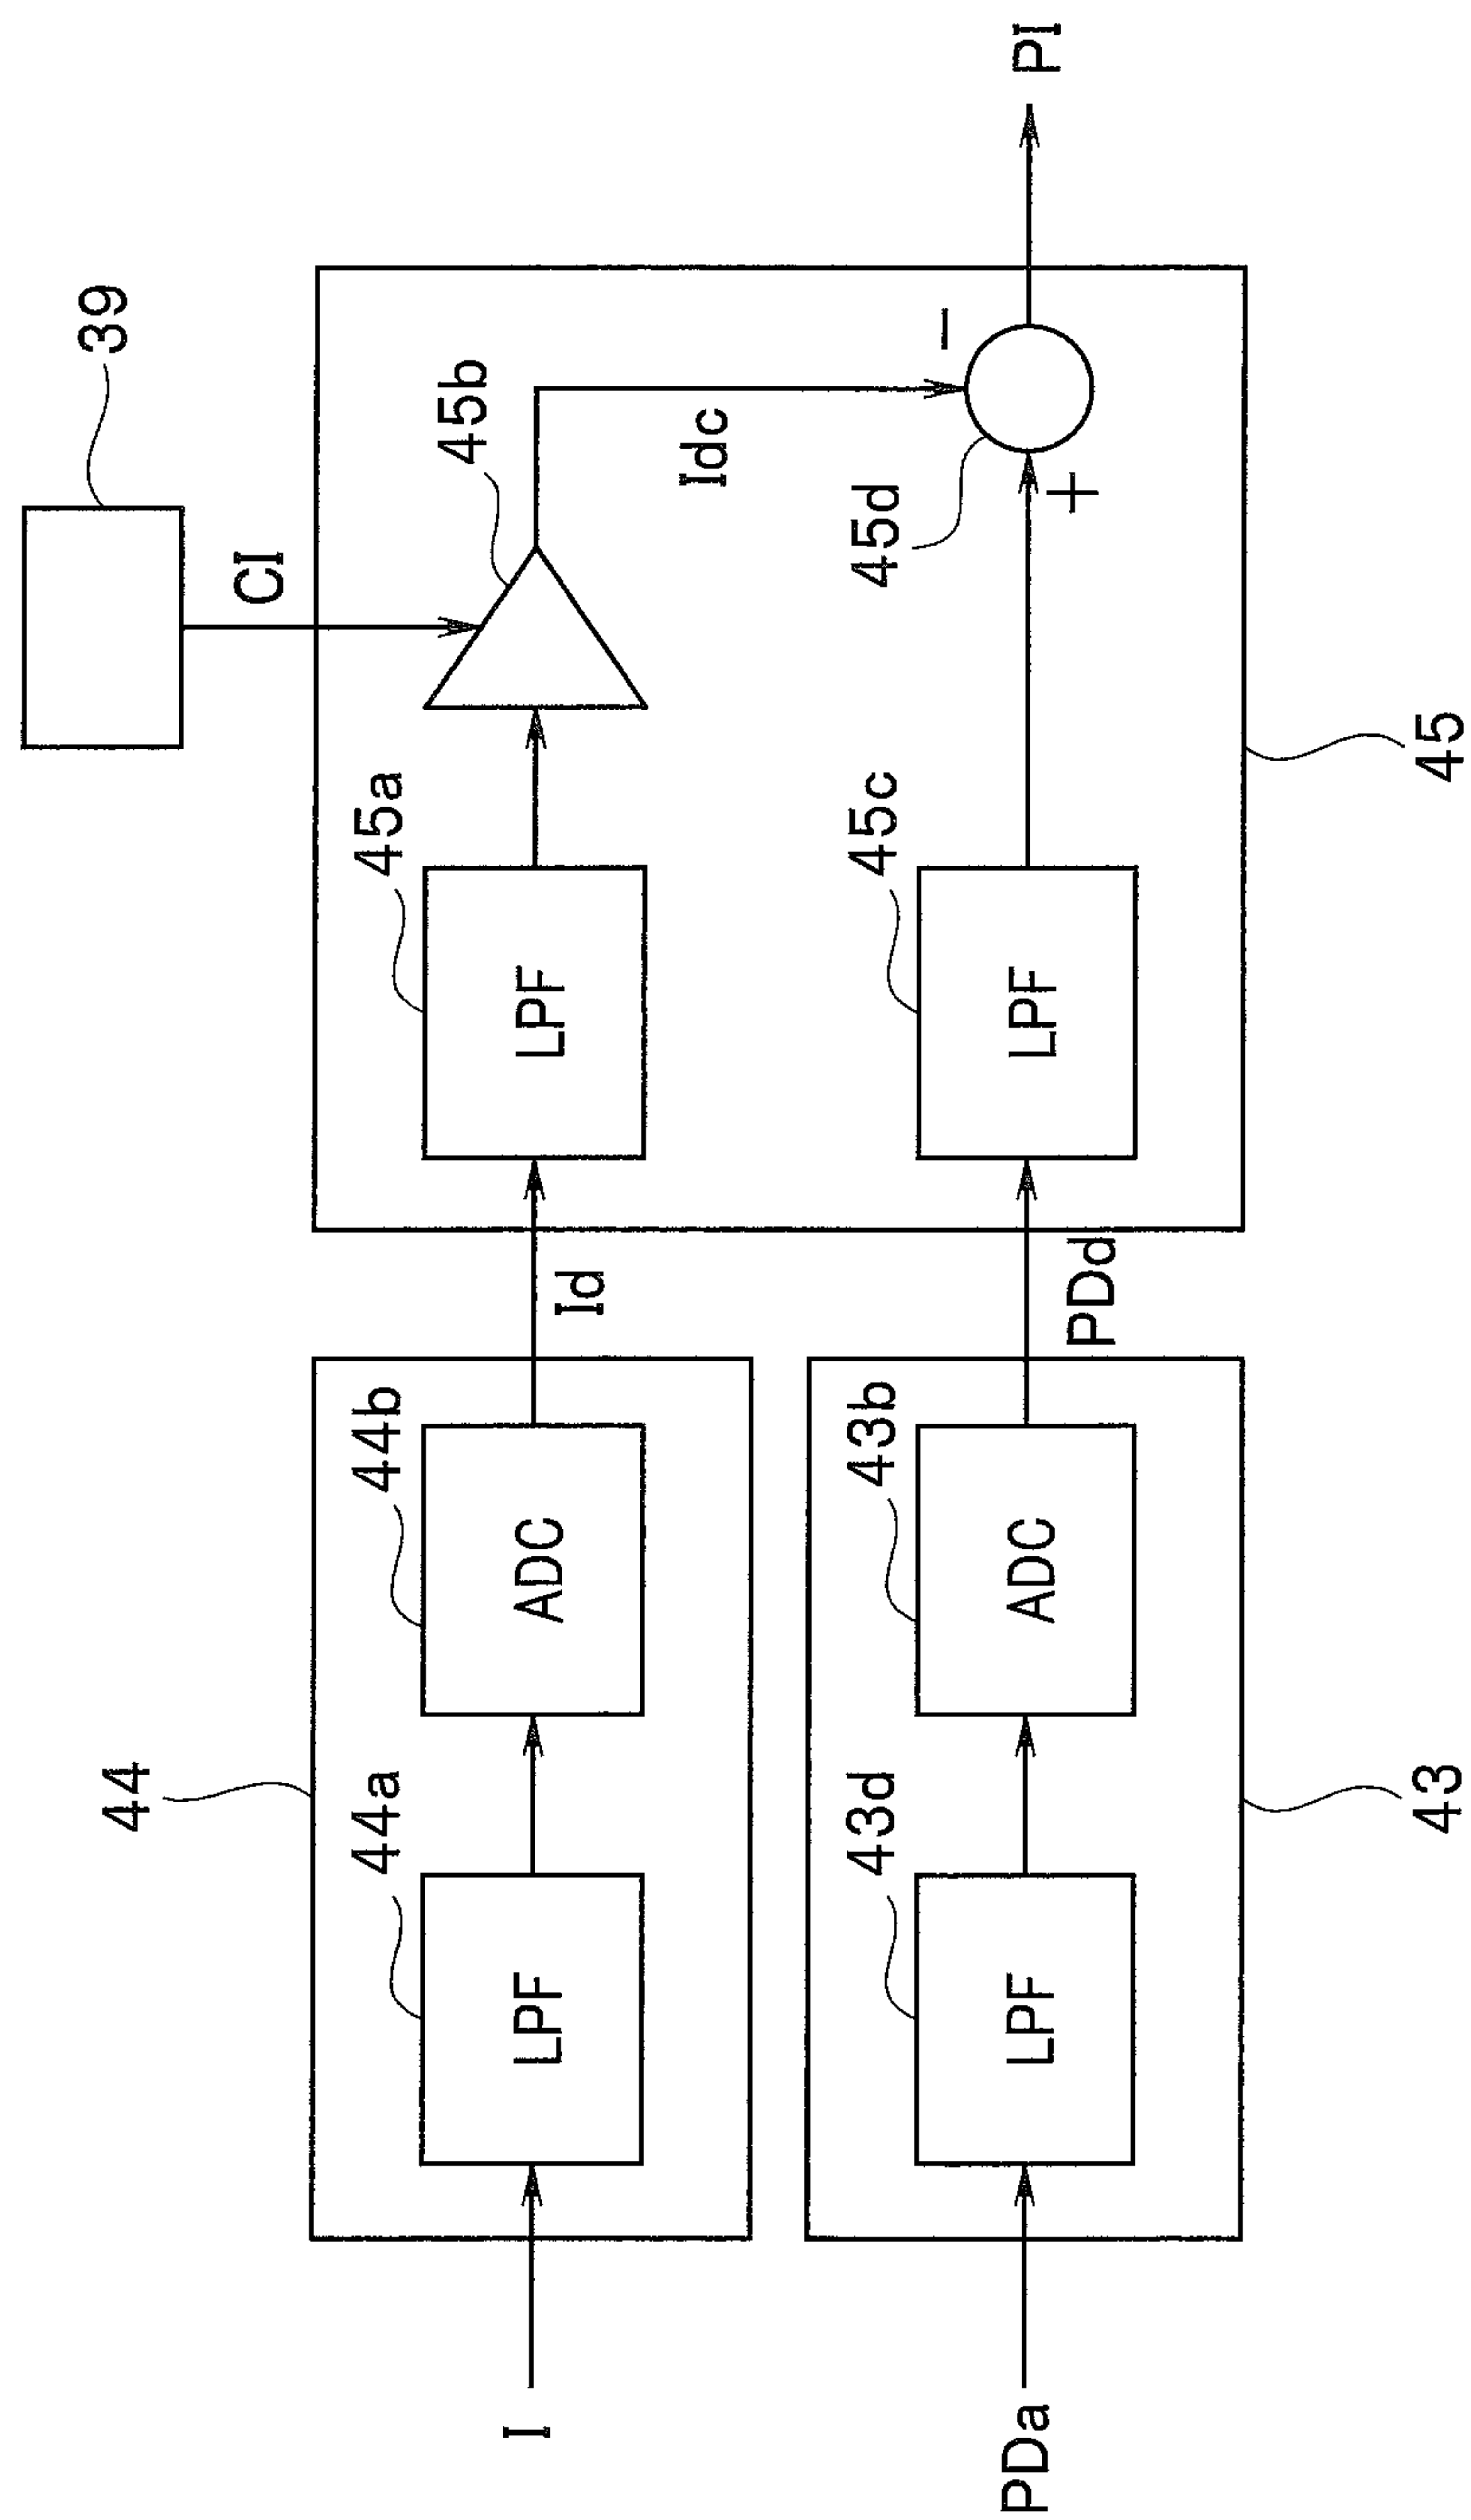 39
CI
44
44a
44b
45a
45b
I
LPF
ADC
Id
LPF
Idc
−
PI
43d
43b
45c
45d
PDa
LPF
ADC
PDd
LPF
+
43
45